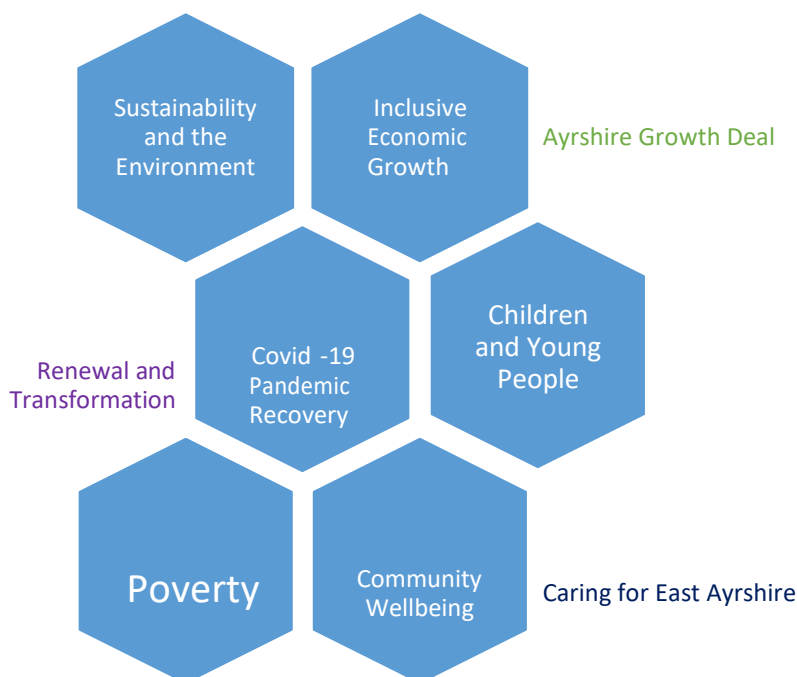 Sustainability
and the
Environment
Inclusive
Economic
Growth
Ayrshire Growth Deal
Renewal and
Transformation
Covid -19
Pandemic
Recovery
Children
and Young
People
Poverty
Community
Wellbeing
Caring for East Ayrshire